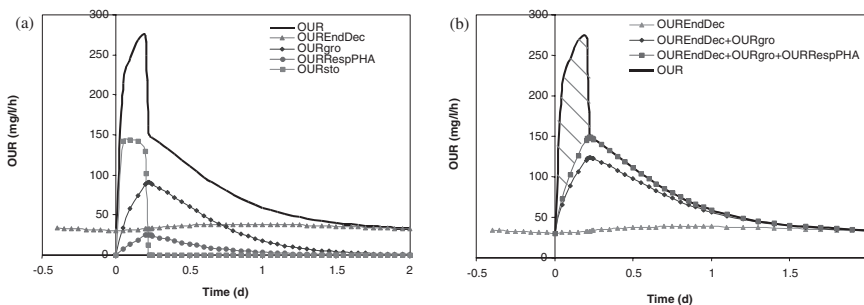 (a)
300
250
200
150
100
50
0
-0.5
0
0.5
1
1.5
2
OUR (mg/l/h)
Time (d)
OUR
OUREndDec
OURgro
OURRespPHA
OURsto
(b)
300
250
200
150
100
50
0
-0.5
0
0.5
1
1.5
OUR (mg/l/h)
Time (d)
OUREndDec
OUREndDec+OURgro
OUREndDec+OURgro+OURRespPHA
OUR